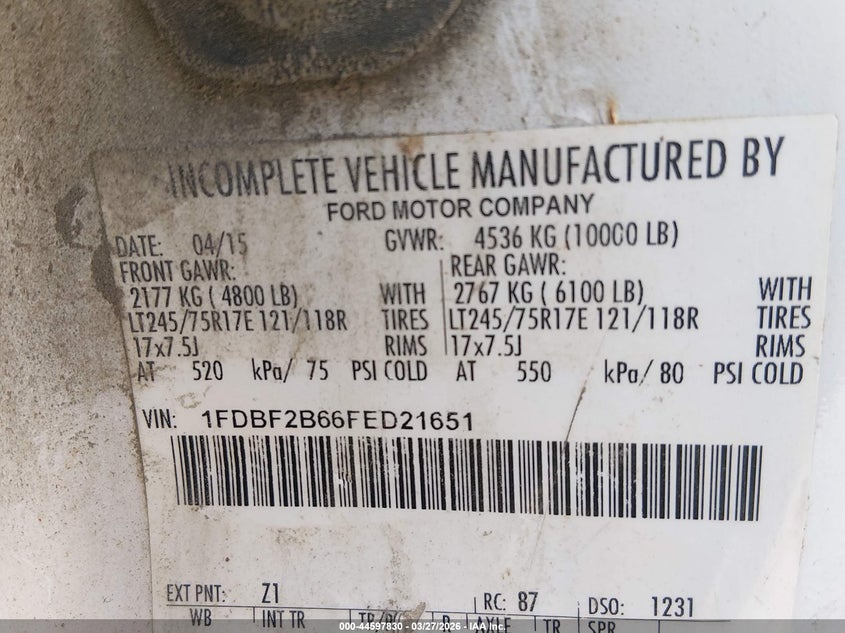 INCOMPLETE VEHICLE MANUFACTURED BY
FORD MOTOR COMPANY
DATE: 04/15 GVWR: 4536 KG (10000 LB)
FRONT GAWR: REAR GAWR:
2177 KG ( 4800 LB) WITH 2767 KG ( 6100 LB) WITH
LT245/75R17E 121/118R TIRES LT245/75R17E 121/118R TIRES
17x7.5J RIMS 17x7.5J RIMS
AT 520 kPa/ 75 PSI COLD AT 550 kPa/ 80 PSI COLD
VIN: 1FDBF2B66FED21651
EXT PNT: Z1 RC: 87 DSO: 1231
WB INT TR AXLE TR SPR
000-44597830 - 03/27/2026 - IAA Inc.